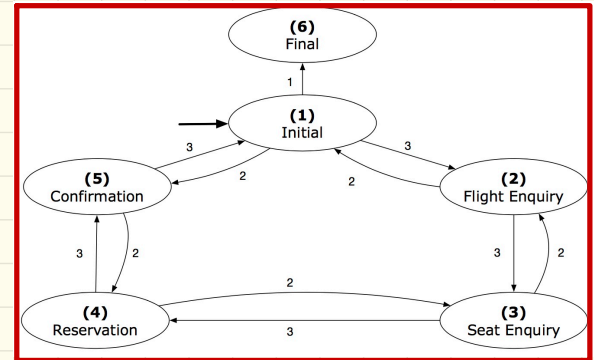 (6)
Final
1
(1)
Initial
3
3
2
2
(5)
Confirmation
(2)
Flight Enquiry
3
2
3
2
2
(4)
Reservation
3
(3)
Seat Enquiry